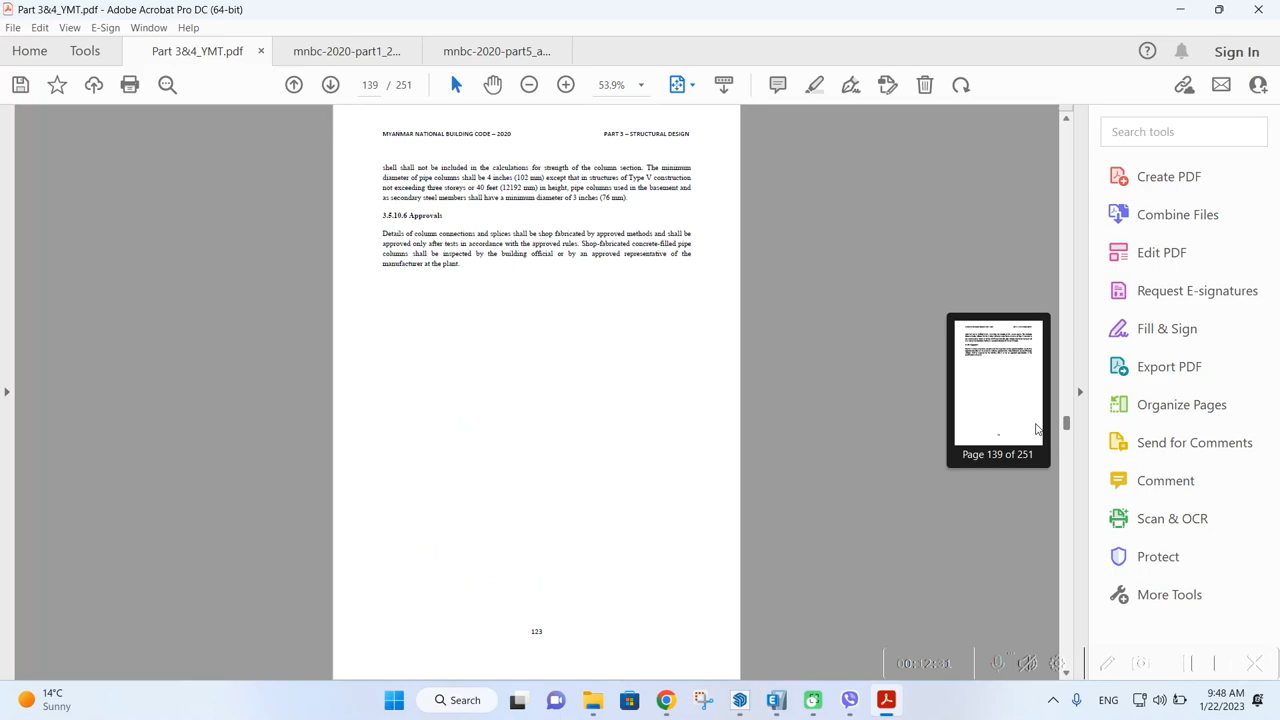 Part 3&4_YMT.pdf - Adobe Acrobat Pro DC (64-bit)
File Edit View E-Sign Window Help
Home Tools Part 3&4_YMT.pdf × mnbc-2020-part1_2... mnbc-2020-part5_a... Sign In
139 / 251 53.9%
MYANMAR NATIONAL BUILDING CODE – 2020 PART 3 – STRUCTURAL DESIGN
shell shall not be included in the calculations for strength of the column section. The minimum
diameter of pipe columns shall be 4 inches (102 mm) except that in structures of Type V construction
not exceeding three storeys or 40 feet (12192 mm) in height, pipe columns used in the basement and
as secondary steel members shall have a minimum diameter of 3 inches (76 mm).
3.5.10.6 Approvals
Details of column connections and splices shall be shop fabricated by approved methods and shall be
approved only after tests in accordance with the approved rules. Shop-fabricated concrete-filled pipe
columns shall be inspected by the building official or by an approved representative of the
manufacturer at the plant.
123
Page 139 of 251
Search tools
Create PDF
Combine Files
Edit PDF
Request E-signatures
Fill & Sign
Export PDF
Organize Pages
Send for Comments
Comment
Scan & OCR
Protect
More Tools
00:12:31
14°C
Sunny
Search
ENG
9:48 AM
1/22/2023